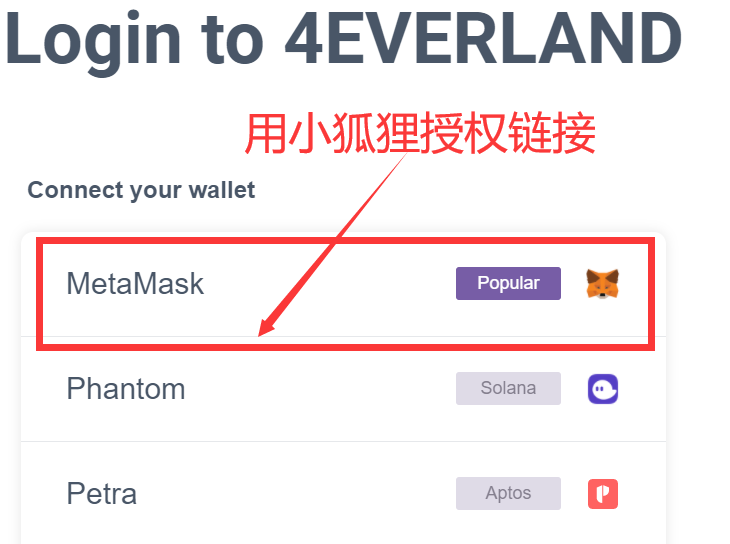 Login to 4EVERLAND
用小狐狸授权链接
Connect your wallet
MetaMask Popular
Phantom Solana
Petra Aptos